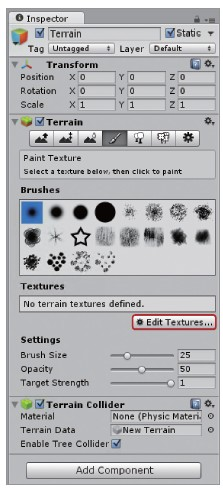 Inspector
Terrain Static
Tag Untagged Layer Default
Transform
Position X 0 Y 0 Z 0
Rotation X 0 Y 0 Z 0
Scale X 1 Y 1 Z 1
Terrain
Paint Texture
Select a texture below, then click to paint
Brushes
Textures
No terrain textures defined.
Edit Textures...
Settings
Brush Size 25
Opacity 50
Target Strength 1
Terrain Collider
Material None (Physic Materi
Terrain Data New Terrain
Enable Tree Collider
Add Component